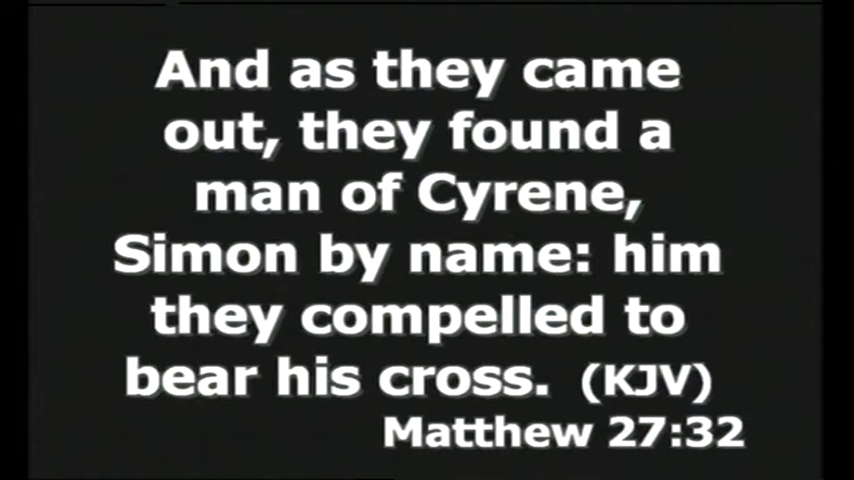 And as they came
out, they found a
man of Cyrene,
Simon by name: him
they compelled to
bear his cross. (KJV)
Matthew 27:32